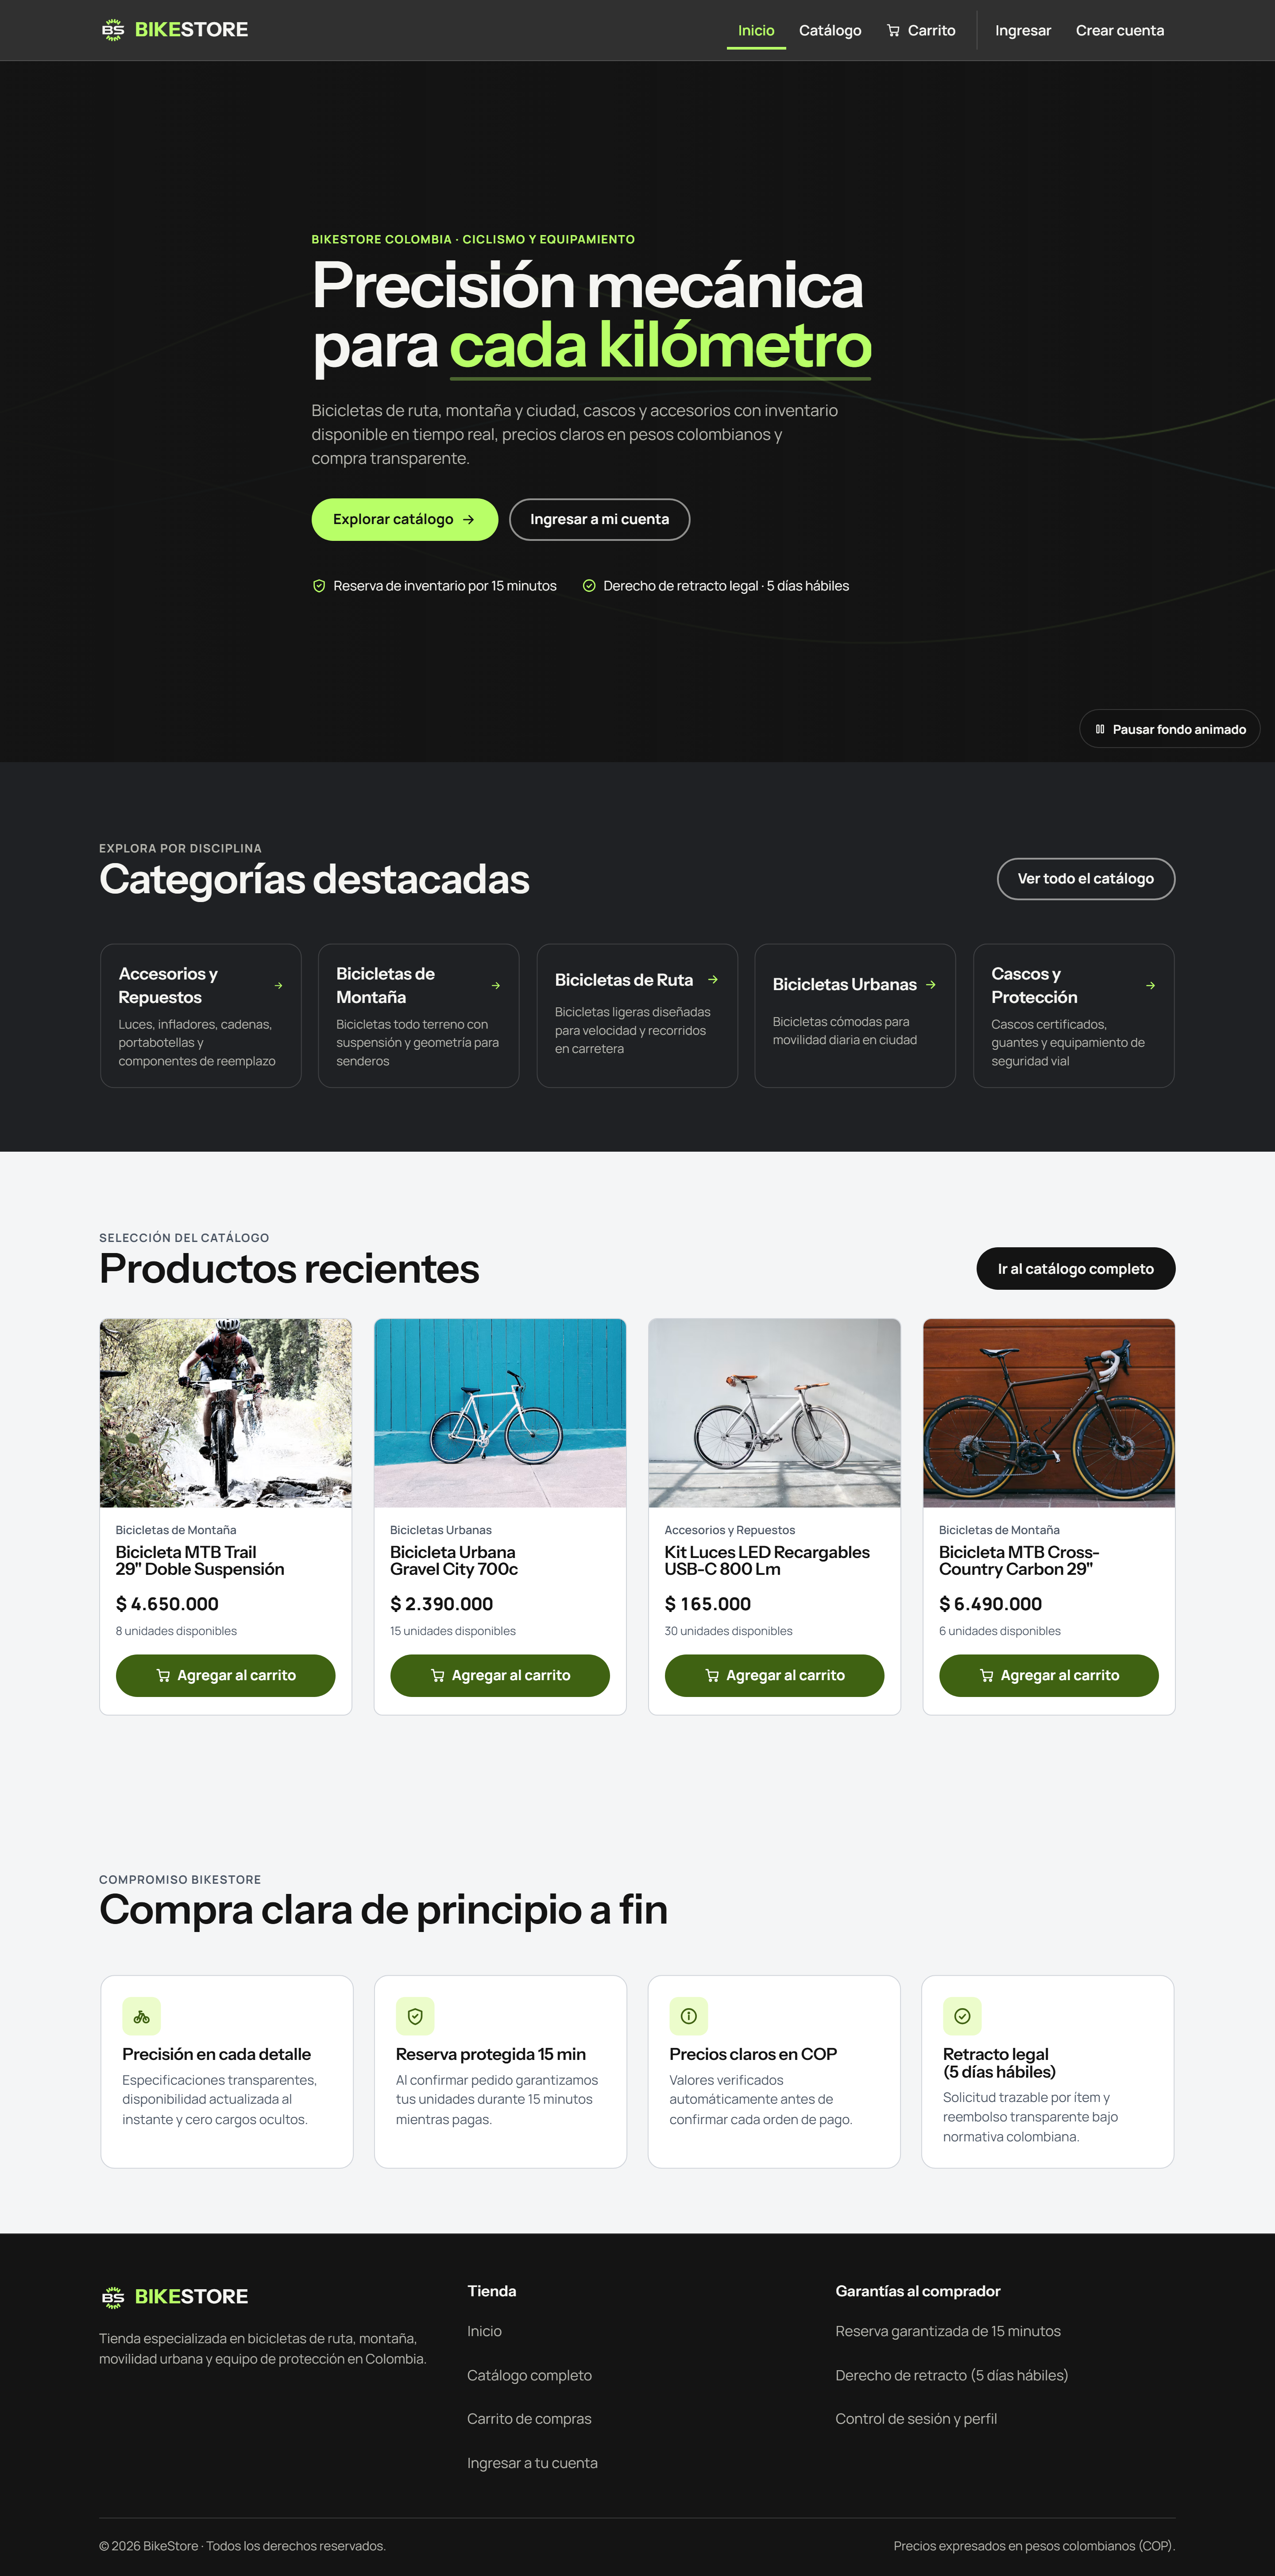 BS BIKESTORE
Inicio
Catálogo
Carrito
Ingresar
Crear cuenta
BIKESTORE COLOMBIA · CICLISMO Y EQUIPAMIENTO
Precisión mecánica
para cada kilómetro
Bicicletas de ruta, montaña y ciudad, cascos y accesorios con inventario
disponible en tiempo real, precios claros en pesos colombianos y
compra transparente.
Explorar catálogo →
Ingresar a mi cuenta
Reserva de inventario por 15 minutos
Derecho de retracto legal · 5 días hábiles
Pausar fondo animado
EXPLORA POR DISCIPLINA
Categorías destacadas
Ver todo el catálogo
Accesorios y
Repuestos
Luces, infladores, cadenas,
portabotellas y
componentes de reemplazo
Bicicletas de
Montaña
Bicicletas todo terreno con
suspensión y geometría para
senderos
Bicicletas de Ruta
Bicicletas ligeras diseñadas
para velocidad y recorridos
en carretera
Bicicletas Urbanas
Bicicletas cómodas para
movilidad diaria en ciudad
Cascos y
Protección
Cascos certificados,
guantes y equipamiento de
seguridad vial
SELECCIÓN DEL CATÁLOGO
Productos recientes
Ir al catálogo completo
Bicicletas de Montaña
Bicicleta MTB Trail
29" Doble Suspensión
$ 4.650.000
8 unidades disponibles
Agregar al carrito
Bicicletas Urbanas
Bicicleta Urbana
Gravel City 700c
$ 2.390.000
15 unidades disponibles
Agregar al carrito
Accesorios y Repuestos
Kit Luces LED Recargables
USB-C 800 Lm
$ 165.000
30 unidades disponibles
Agregar al carrito
Bicicletas de Montaña
Bicicleta MTB Cross-
Country Carbon 29"
$ 6.490.000
6 unidades disponibles
Agregar al carrito
COMPROMISO BIKESTORE
Compra clara de principio a fin
Precisión en cada detalle
Especificaciones transparentes,
disponibilidad actualizada al
instante y cero cargos ocultos.
Reserva protegida 15 min
Al confirmar pedido garantizamos
tus unidades durante 15 minutos
mientras pagas.
Precios claros en COP
Valores verificados
automáticamente antes de
confirmar cada orden de pago.
Retracto legal
(5 días hábiles)
Solicitud trazable por ítem y
reembolso transparente bajo
normativa colombiana.
BS BIKESTORE
Tienda especializada en bicicletas de ruta, montaña,
movilidad urbana y equipo de protección en Colombia.
Tienda
Inicio
Catálogo completo
Carrito de compras
Ingresar a tu cuenta
Garantías al comprador
Reserva garantizada de 15 minutos
Derecho de retracto (5 días hábiles)
Control de sesión y perfil
© 2026 BikeStore · Todos los derechos reservados.
Precios expresados en pesos colombianos (COP).